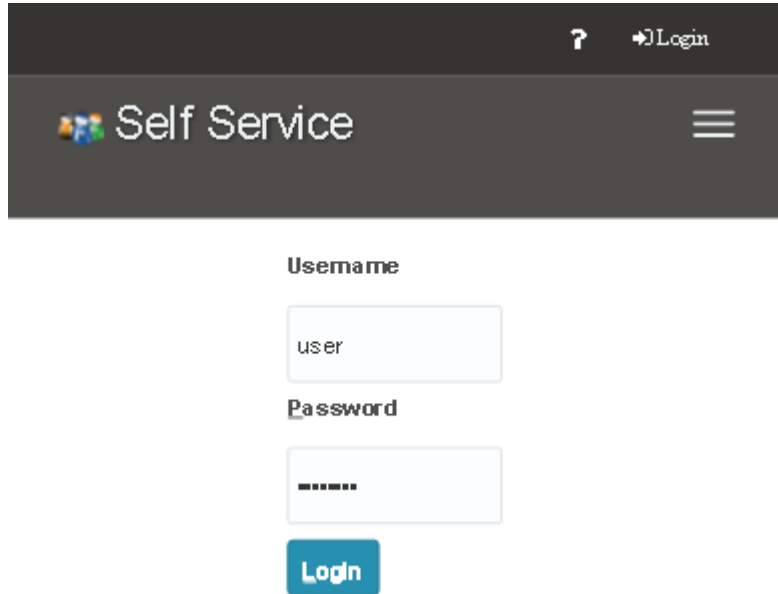 ? Login
Self Service
Username
user
Password
Login